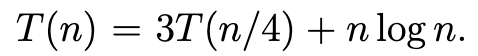 T(n) = 3T(n/4) + n log n.